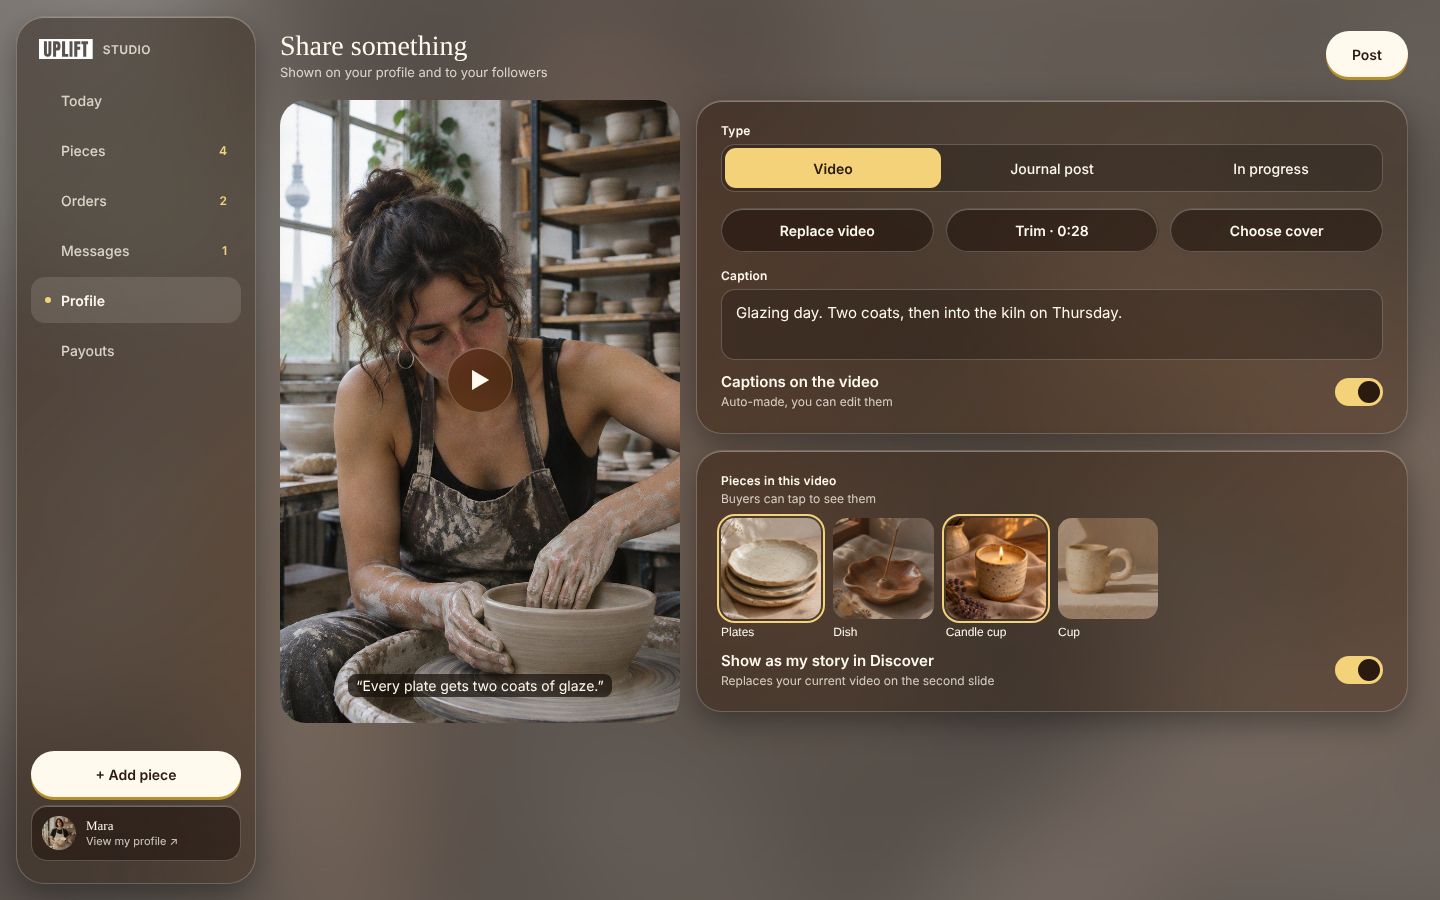 UPLIFT STUDIO
Today
Pieces 4
Orders 2
Messages 1
Profile
Payouts
+ Add piece
Mara
View my profile ↗
Share something
Shown on your profile and to your followers
Post
“Every plate gets two coats of glaze.”
Type
Video Journal post In progress
Replace video Trim · 0:28 Choose cover
Caption
Glazing day. Two coats, then into the kiln on Thursday.
Captions on the video
Auto-made, you can edit them
Pieces in this video
Buyers can tap to see them
Plates Dish Candle cup Cup
Show as my story in Discover
Replaces your current video on the second slide